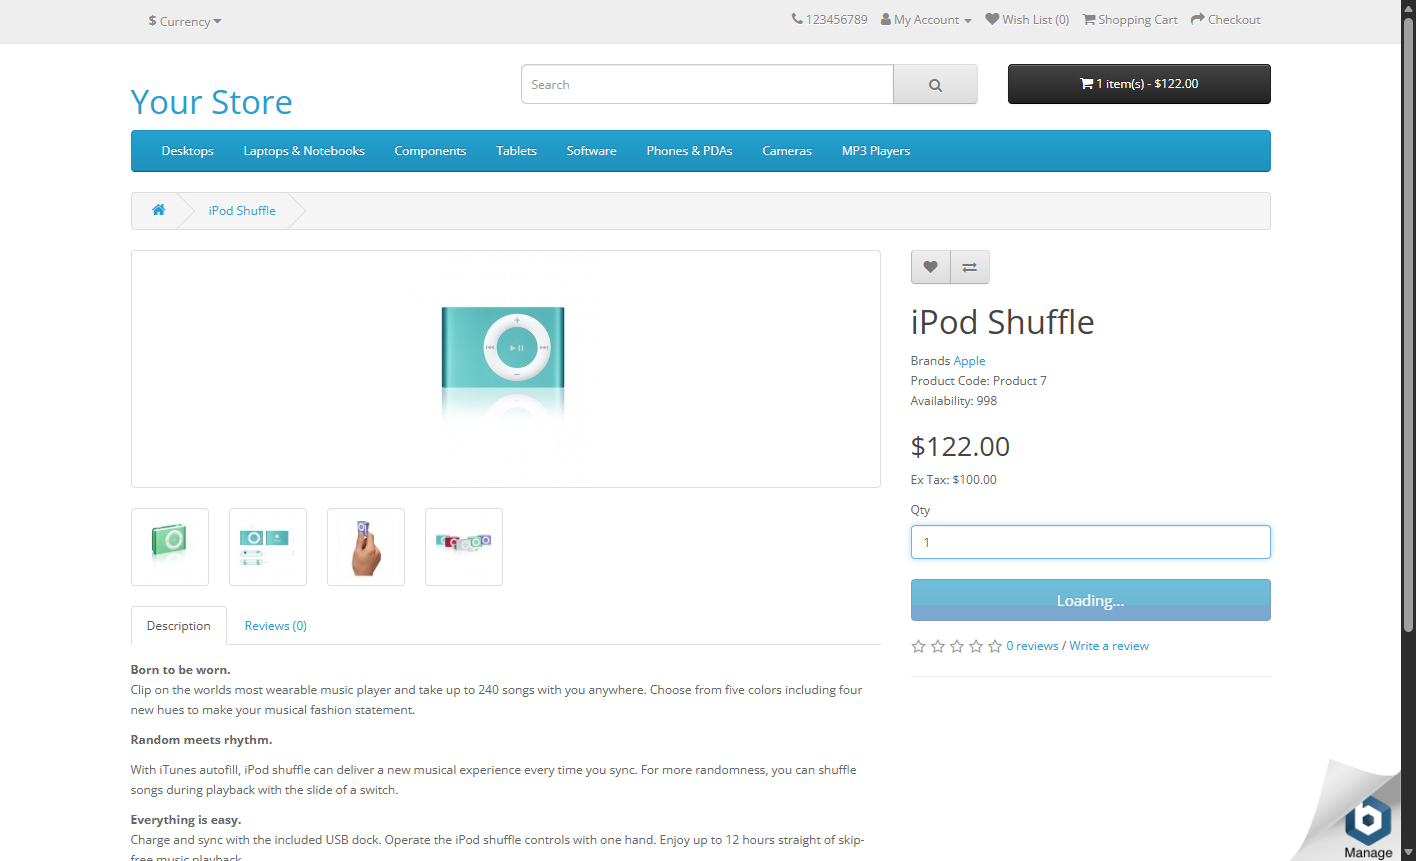 $ Currency
123456789 My Account Wish List (0) Shopping Cart Checkout
Your Store
Search
1 item(s) - $122.00
Desktops Laptops & Notebooks Components Tablets Software Phones & PDAs Cameras MP3 Players
iPod Shuffle
iPod Shuffle
Brands Apple
Product Code: Product 7
Availability: 998
$122.00
Ex Tax: $100.00
Qty
1
Loading...
0 reviews / Write a review
Description Reviews (0)
Born to be worn.
Clip on the worlds most wearable music player and take up to 240 songs with you anywhere. Choose from five colors including four
new hues to make your musical fashion statement.
Random meets rhythm.
With iTunes autofill, iPod shuffle can deliver a new musical experience every time you sync. For more randomness, you can shuffle
songs during playback with the slide of a switch.
Everything is easy.
Charge and sync with the included USB dock. Operate the iPod shuffle controls with one hand. Enjoy up to 12 hours straight of skip-
free music playback.
Manage